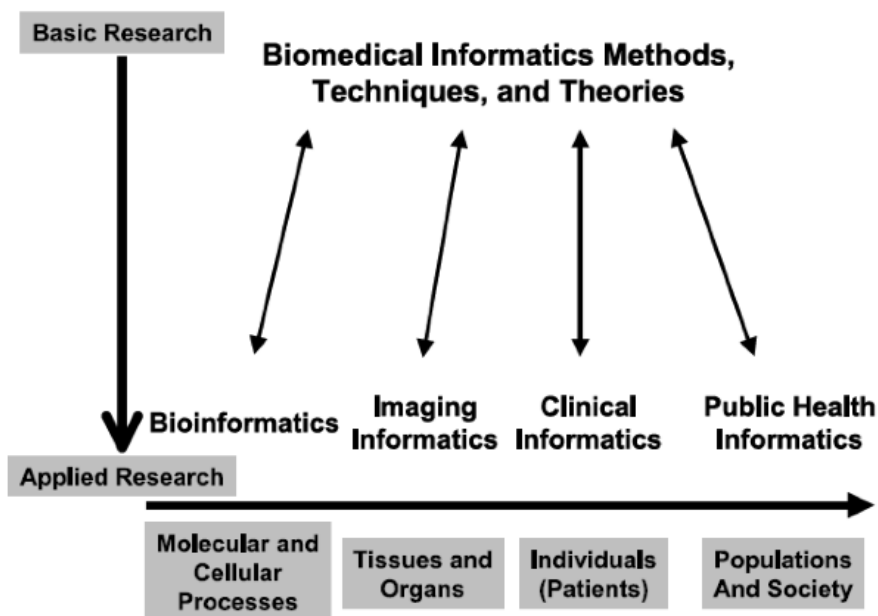 Basic Research
Biomedical Informatics Methods,
Techniques, and Theories
Bioinformatics
Imaging
Informatics
Clinical
Informatics
Public Health
Informatics
Applied Research
Molecular and
Cellular
Processes
Tissues and
Organs
Individuals
(Patients)
Populations
And Society